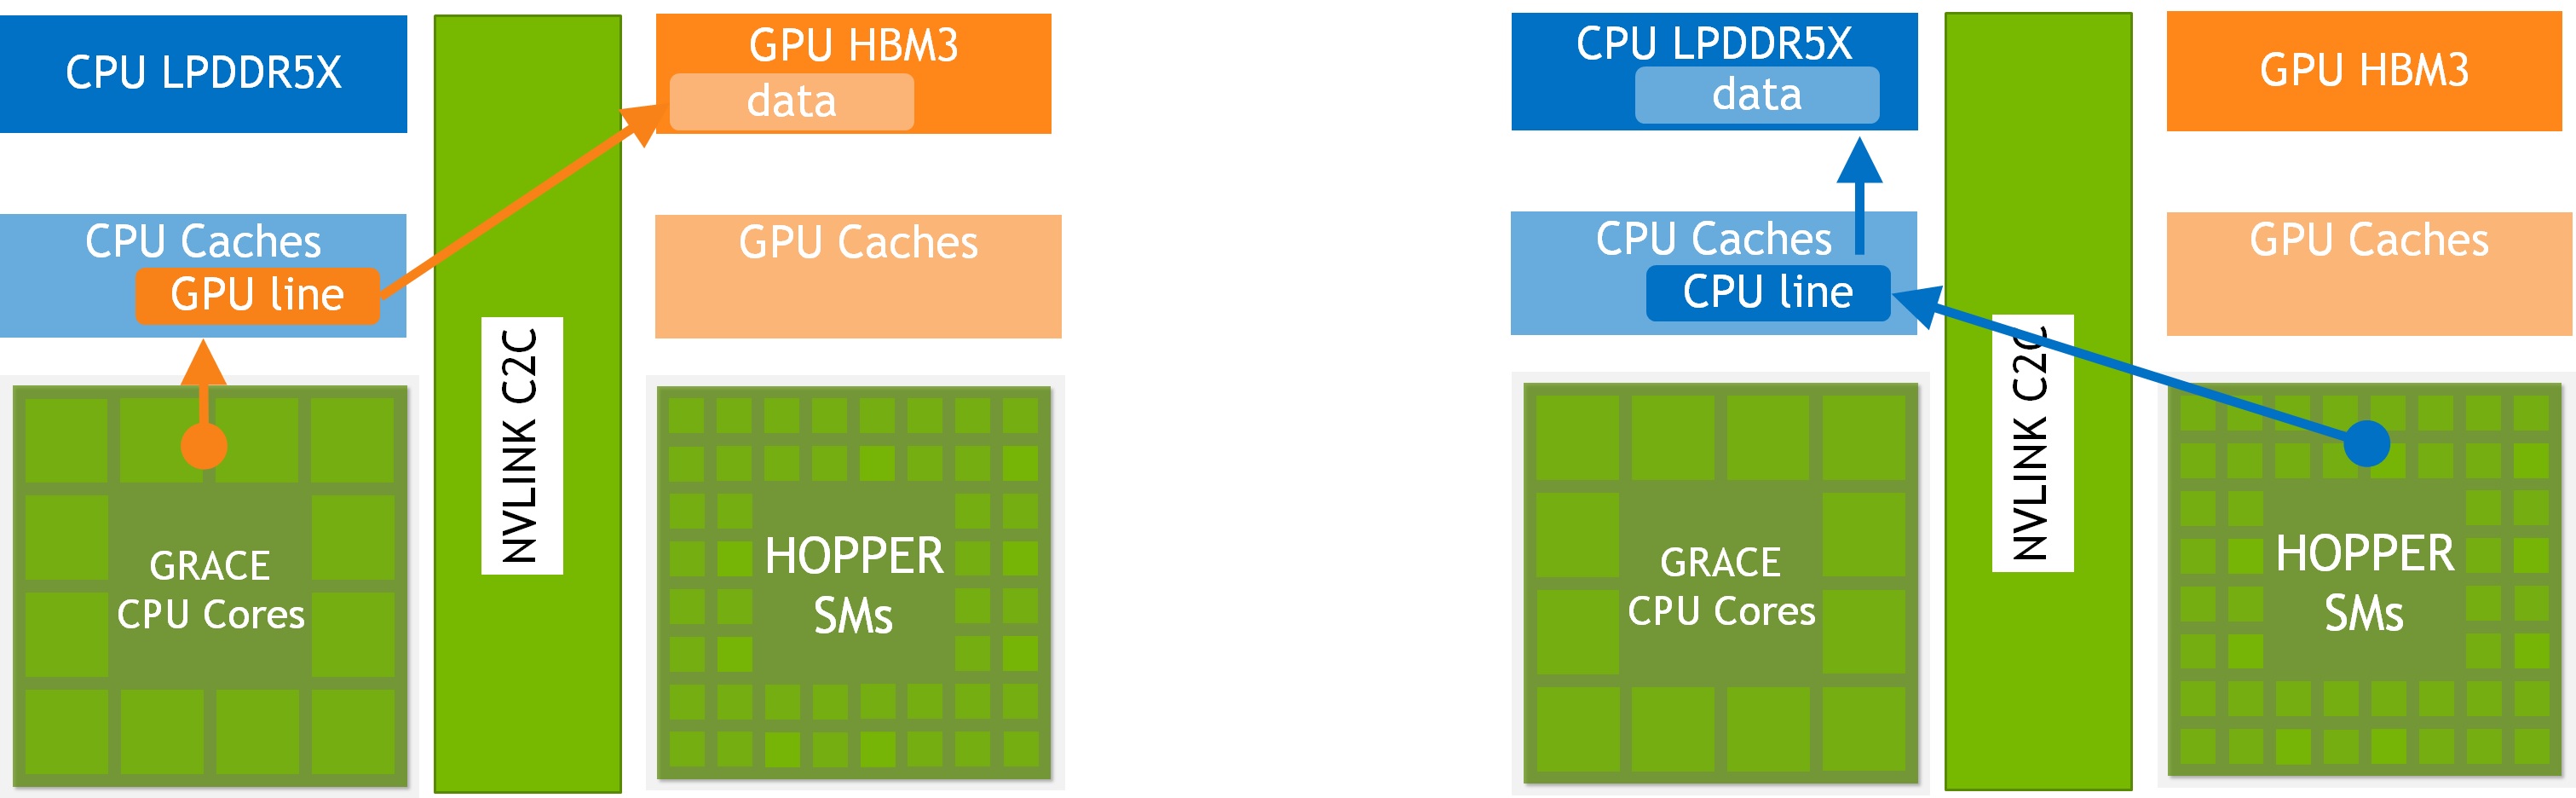 CPU LPDDR5X
GPU HBM3
data
CPU Caches
GPU line
GPU Caches
NVLINK C2C
GRACE
CPU Cores
HOPPER
SMs
CPU LPDDR5X
data
GPU HBM3
CPU Caches
CPU line
GPU Caches
NVLINK C2C
GRACE
CPU Cores
HOPPER
SMs